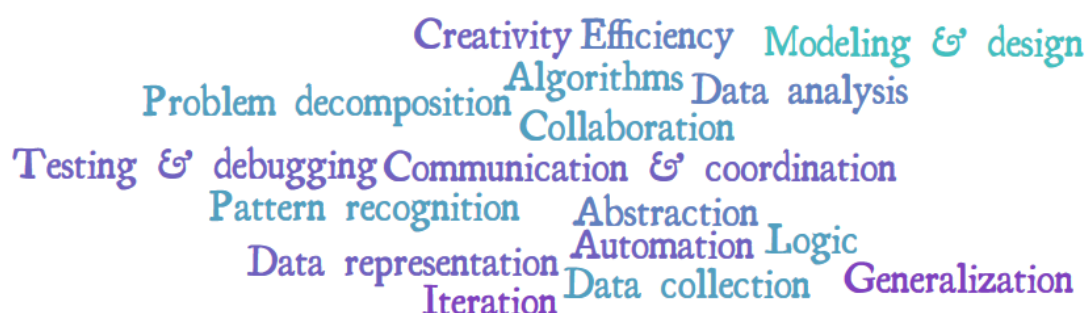 Creativity Efficiency Modeling & design
Algorithms Data analysis
Problem decomposition
Collaboration
Testing & debugging Communication & coordination
Pattern recognition Abstraction
Automation Logic
Data representation
Data collection Generalization
Iteration